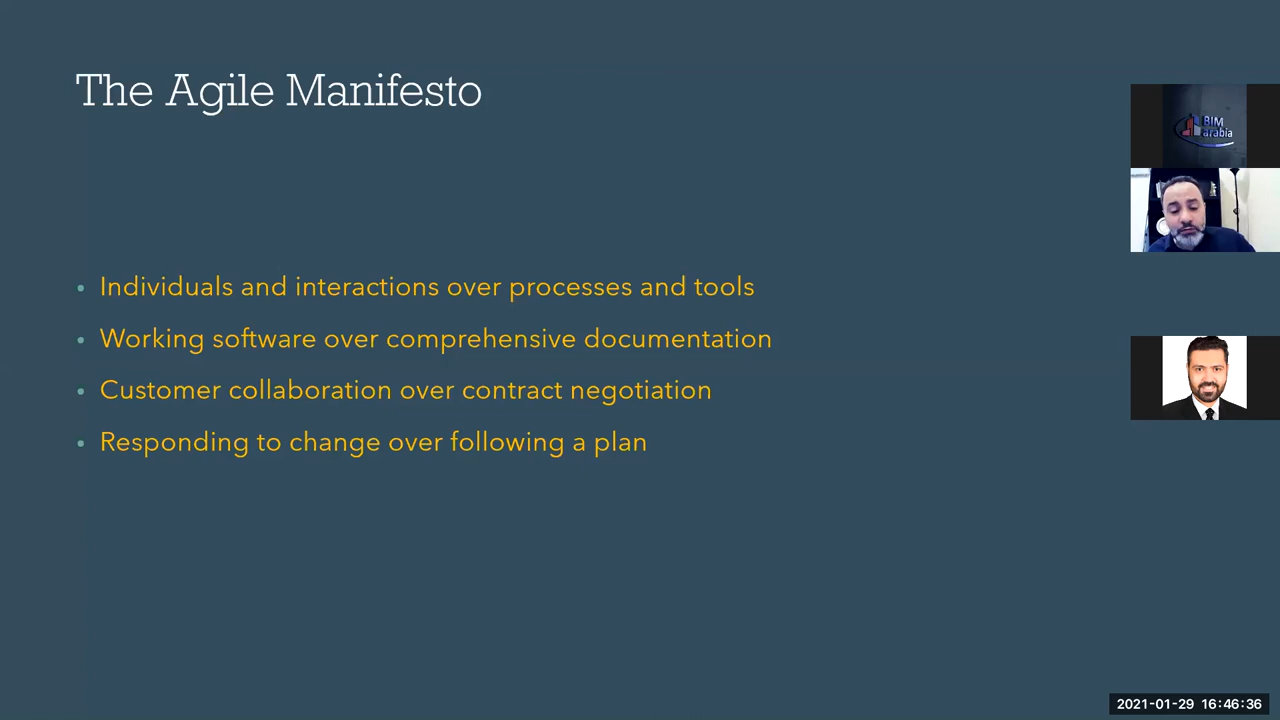 The Agile Manifesto
BIM
arabia
• Individuals and interactions over processes and tools
• Working software over comprehensive documentation
• Customer collaboration over contract negotiation
• Responding to change over following a plan
2021-01-29 16:46:36